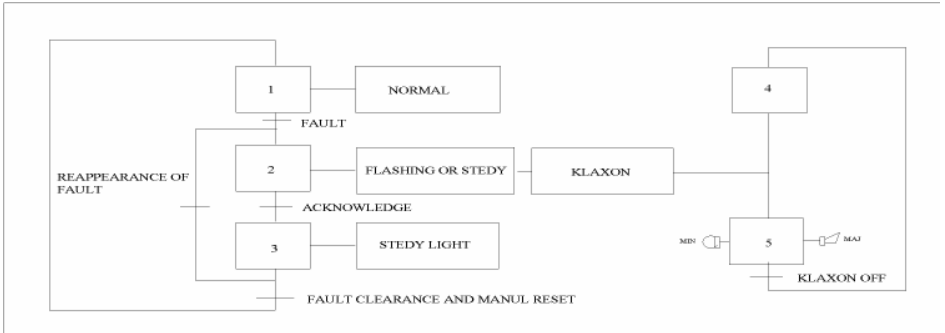 1
NORMAL
4
FAULT
2
FLASHING OR STEDY
KLAXON
REAPPEARANCE OF
FAULT
ACKNOWLEDGE
3
STEDY LIGHT
MIN
5
MAJ
KLAXON OFF
FAULT CLEARANCE AND MANUL RESET